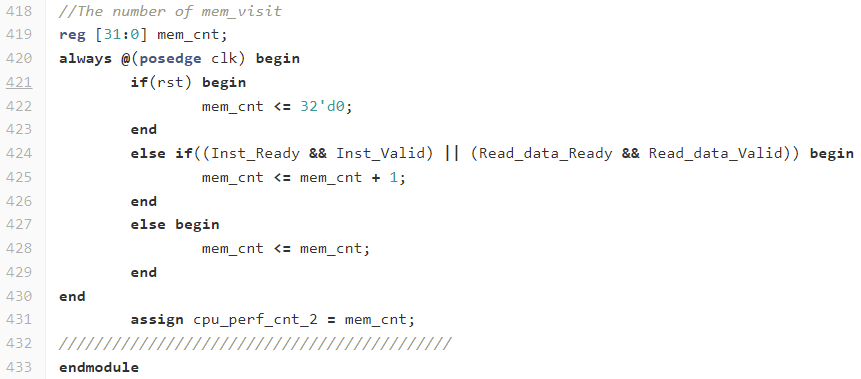 418 //The number of mem_visit
419 reg [31:0] mem_cnt;
420 always @(posedge clk) begin
421 if(rst) begin
422 mem_cnt <= 32'd0;
423 end
424 else if((Inst_Ready && Inst_Valid) || (Read_data_Ready && Read_data_Valid)) begin
425 mem_cnt <= mem_cnt + 1;
426 end
427 else begin
428 mem_cnt <= mem_cnt;
429 end
430 end
431 assign cpu_perf_cnt_2 = mem_cnt;
432 ////////////////////////////////////////////
433 endmodule